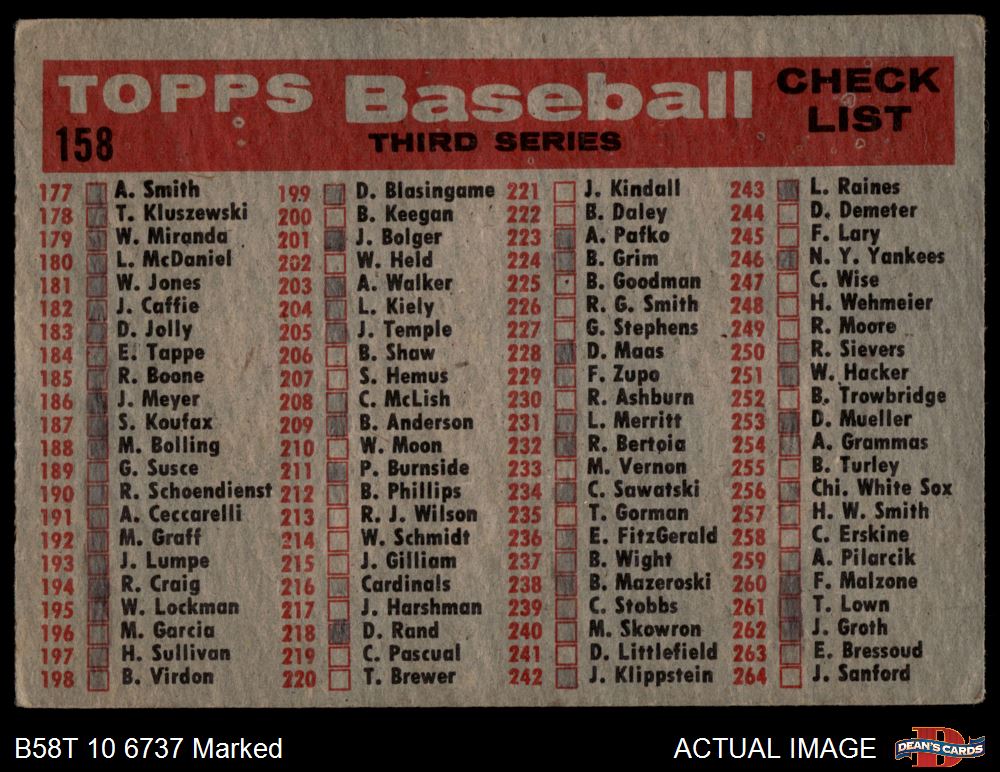 TOPPS Baseball CHECK LIST
158 THIRD SERIES
177 A. Smith
178 T. Kluszewski
179 W. Miranda
180 L. McDaniel
181 W. Jones
182 J. Caffie
183 D. Jolly
184 E. Tappe
185 R. Boone
186 J. Meyer
187 S. Koufax
188 M. Bolling
189 G. Susce
190 R. Schoendienst
191 A. Ceccarelli
192 M. Graff
193 J. Lumpe
194 R. Craig
195 W. Lockman
196 M. Garcia
197 H. Sullivan
198 B. Virdon
199 D. Blasingame
200 B. Keegan
201 J. Bolger
202 W. Held
203 A. Walker
204 L. Kiely
205 J. Temple
206 B. Shaw
207 S. Hemus
208 C. McLish
209 B. Anderson
210 W. Moon
211 P. Burnside
212 B. Phillips
213 R. J. Wilson
214 W. Schmidt
215 J. Gilliam
216 Cardinals
217 J. Harshman
218 D. Rand
219 C. Pascual
220 T. Brewer
221 J. Kindall
222 B. Daley
223 A. Pafko
224 B. Grim
225 B. Goodman
226 R. G. Smith
227 G. Stephens
228 D. Maas
229 F. Zupo
230 R. Ashburn
231 L. Merritt
232 R. Bertoia
233 M. Vernon
234 C. Sawatski
235 T. Gorman
236 E. FitzGerald
237 B. Wight
238 B. Mazeroski
239 C. Stobbs
240 M. Skowron
241 D. Littlefield
242 J. Klippstein
243 L. Raines
244 D. Demeter
245 F. Lary
246 N. Y. Yankees
247 C. Wise
248 H. Wehmeier
249 R. Moore
250 R. Sievers
251 W. Hacker
252 B. Trowbridge
253 D. Mueller
254 A. Grammas
255 B. Turley
256 Chi. White Sox
257 H. W. Smith
258 C. Erskine
259 A. Pilarcik
260 F. Malzone
261 T. Lown
262 J. Groth
263 E. Bressoud
264 J. Sanford
B58T 10 6737 Marked
ACTUAL IMAGE
DEAN'S CARDS